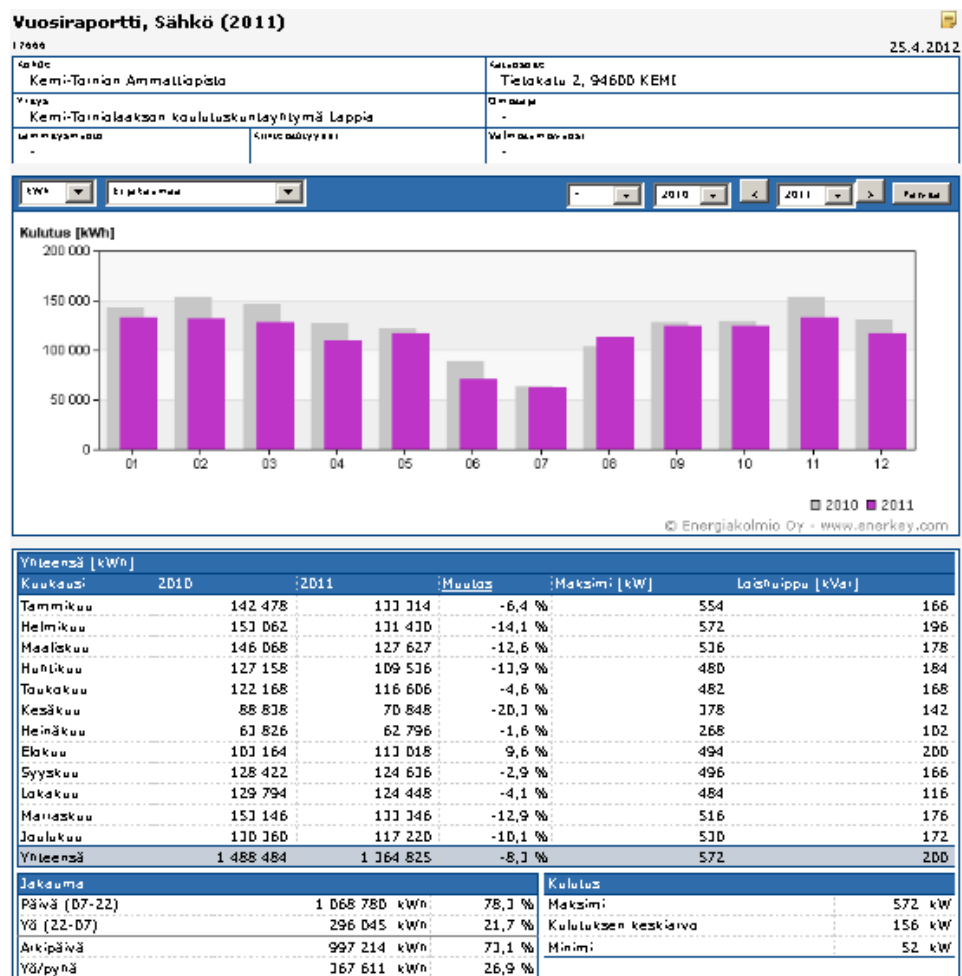 Vuosiraportti, Sähkö (2011)
25.4.2012
Kohde
Kemi-Tornion Ammattiopisto
Katuosoite
Tietokatu 2, 94600 KEMI
Yritys
Kemi-Tornionlaakson koulutuskuntayhtymä Lappia
Omistaja
-
Lämmitysmuoto
-
Kiinteistötyyppi
Valmistumisvuosi
-
kWh
- 2010 < 2011 >
Kulutus [kWh]
200 000
150 000
100 000
50 000
0
01 02 03 04 05 06 07 08 09 10 11 12
2010 2011
© Energiakolmio Oy - www.enerkey.com
Yhteensä [kWh]
Kuukausi 2010 2011 Muutos Maksimi [kW] Loishuippu [kVar]
Tammikuu 142 478 133 314 -6,4 % 554 166
Helmikuu 153 062 131 430 -14,1 % 572 196
Maaliskuu 146 068 127 627 -12,6 % 536 178
Huhtikuu 127 158 109 536 -13,9 % 480 184
Toukokuu 122 168 116 606 -4,6 % 482 168
Kesäkuu 88 838 70 848 -20,3 % 378 142
Heinäkuu 63 826 62 796 -1,6 % 268 102
Elokuu 103 164 113 018 9,6 % 494 200
Syyskuu 128 422 124 636 -2,9 % 496 166
Lokakuu 129 794 124 448 -4,1 % 484 116
Marraskuu 153 146 133 346 -12,9 % 516 176
Joulukuu 130 360 117 220 -10,1 % 530 172
Yhteensä 1 488 484 1 364 825 -8,3 % 572 200
Jakauma
Päivä (07-22) 1 068 780 kWh 78,3 %
Yö (22-07) 296 045 kWh 21,7 %
Arkipäivä 997 214 kWh 73,1 %
Yö/pyhä 367 611 kWh 26,9 %
Kulutus
Maksimi 572 kW
Kulutuksen keskiarvo 156 kW
Minimi 52 kW